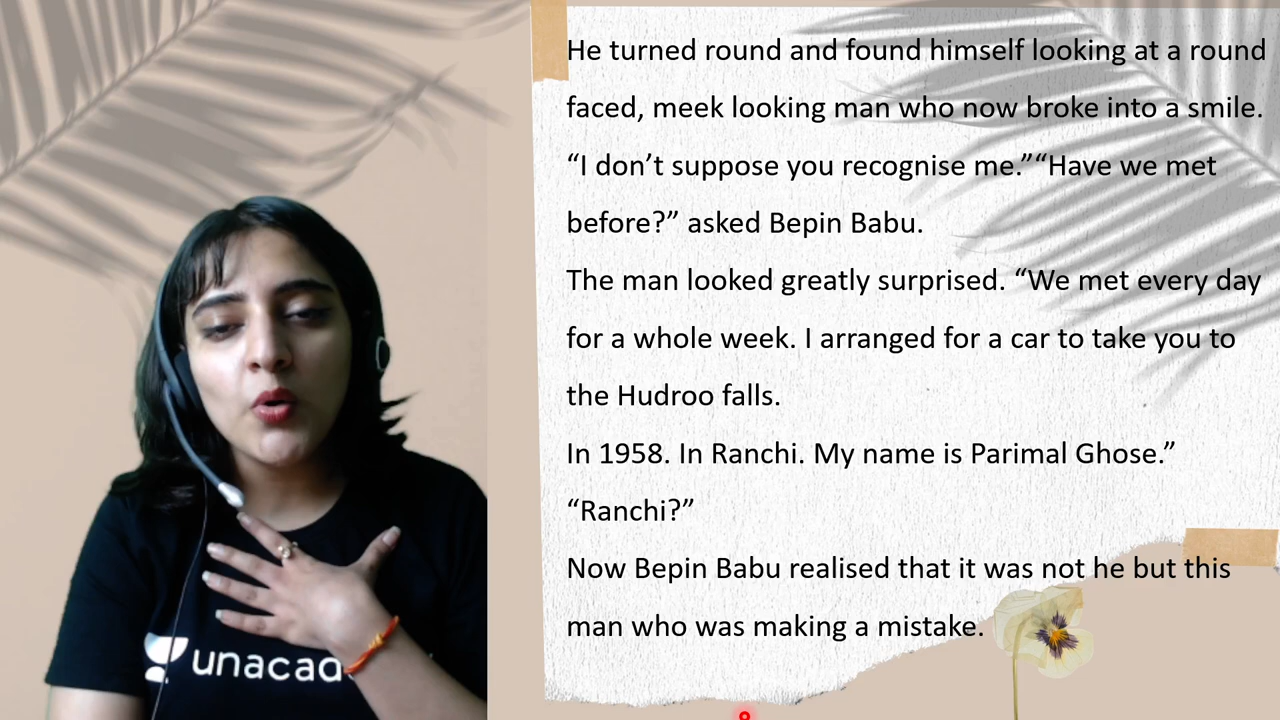 He turned round and found himself looking at a round
faced, meek looking man who now broke into a smile.
“I don’t suppose you recognise me.”“Have we met
before?” asked Bepin Babu.
The man looked greatly surprised. “We met every day
for a whole week. I arranged for a car to take you to
the Hudroo falls.
In 1958. In Ranchi. My name is Parimal Ghose.”
“Ranchi?”
Now Bepin Babu realised that it was not he but this
man who was making a mistake.
unacad